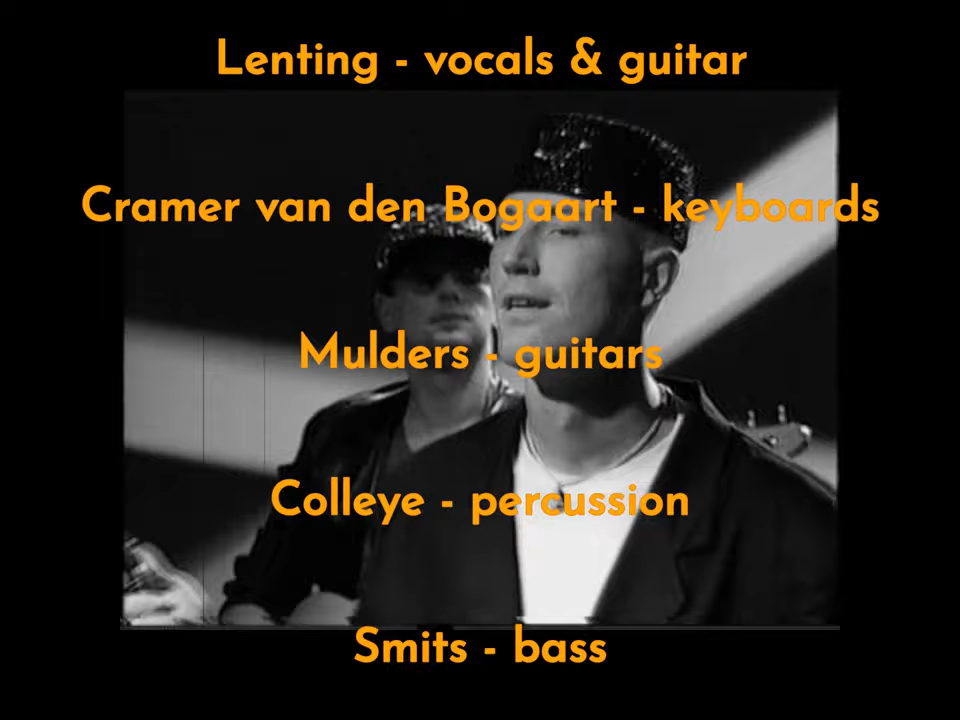 Lenting - vocals & guitar
Cramer van den Bogaart - keyboards
Mulders - guitars
Colleye - percussion
Smits - bass